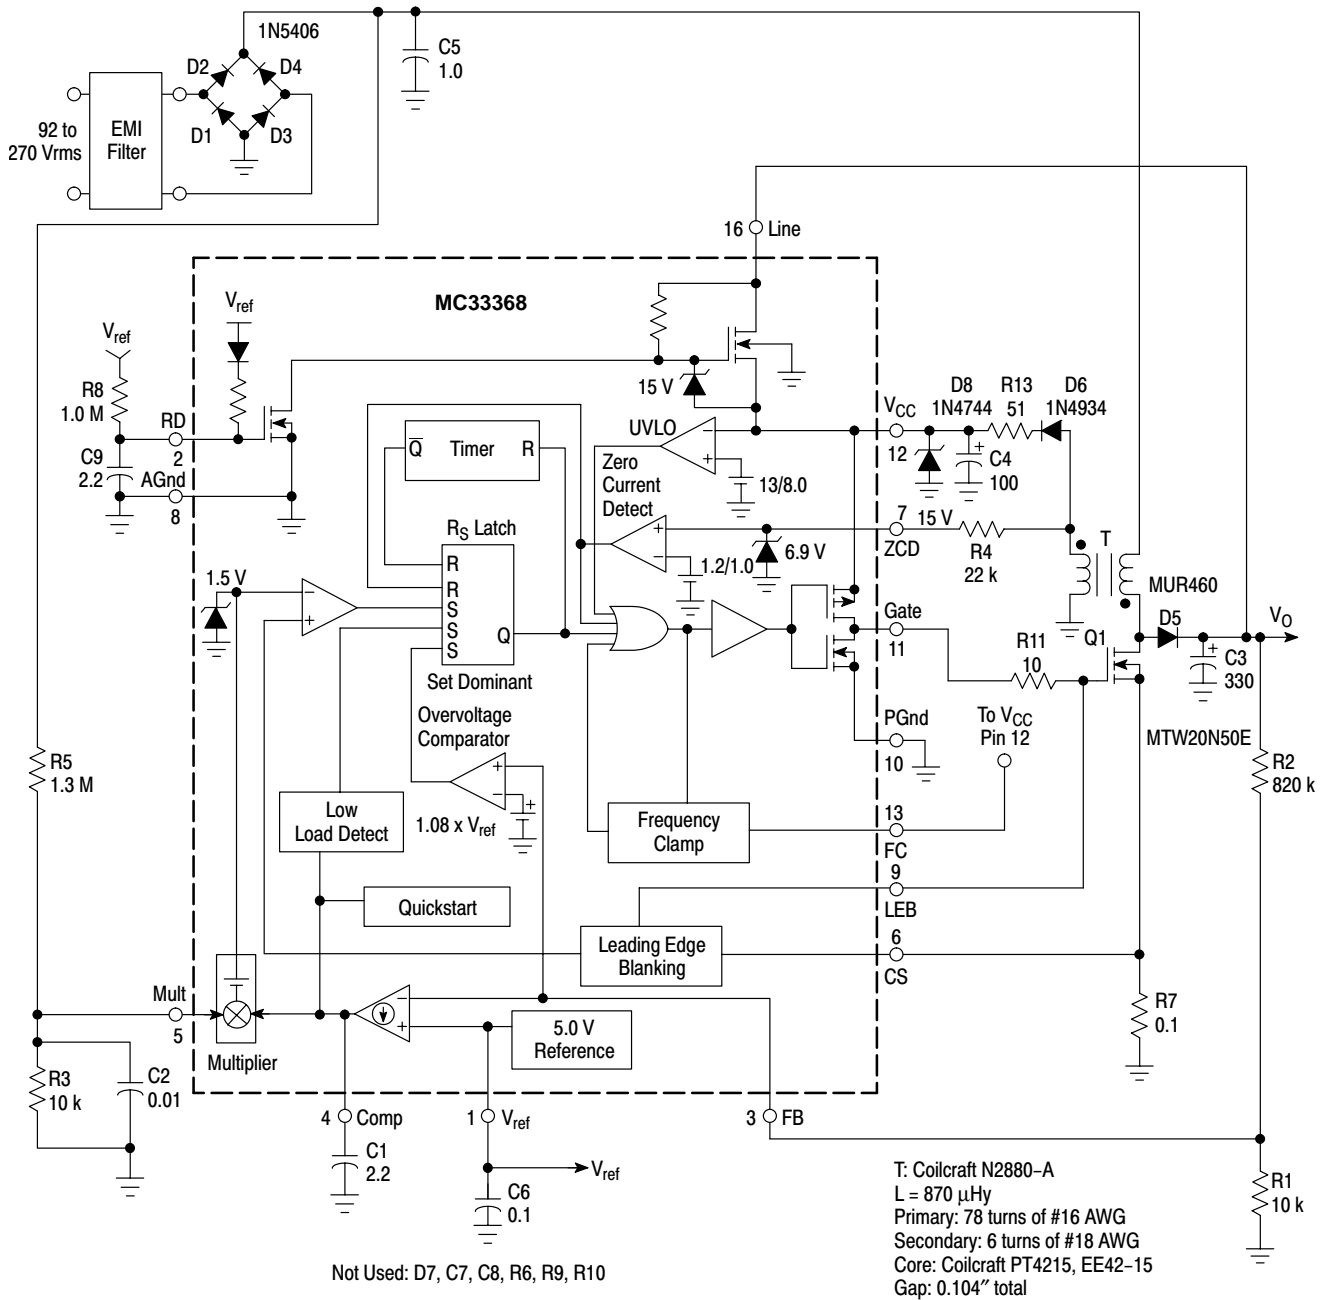 1N5406
C5
1.0
D2
D4
D1
D3
92 to
270 Vrms
EMI
Filter
16
Line
MC33368
Vref
Vref
R8
1.0 M
RD
2
C9
2.2
AGnd
8
15 V
UVLO
VCC
12
D8
1N4744
R13
51
D6
1N4934
C4
100
+
Q̅
Timer
R
Zero
Current
Detect
−
+
13/8.0
7
15 V
ZCD
R4
22 k
T
RS Latch
R
R
S
S
S
Q
Set Dominant
+
−
1.2/1.0
6.9 V
MUR460
1.5 V
−
+
Gate
11
R11
10
Q1
D5
VO
+
C3
330
MTW20N50E
Overvoltage
Comparator
+
−
+
1.08 x Vref
PGnd
10
To VCC
Pin 12
R5
1.3 M
R2
820 k
Low
Load Detect
Frequency
Clamp
13
FC
9
LEB
Quickstart
Leading Edge
Blanking
6
CS
Mult
5
Multiplier
−
+
5.0 V
Reference
R7
0.1
R3
10 k
C2
0.01
4
Comp
1
Vref
3
FB
C1
2.2
Vref
C6
0.1
R1
10 k
T: Coilcraft N2880−A
L = 870 μHy
Primary: 78 turns of #16 AWG
Secondary: 6 turns of #18 AWG
Core: Coilcraft PT4215, EE42−15
Gap: 0.104″ total
Not Used: D7, C7, C8, R6, R9, R10